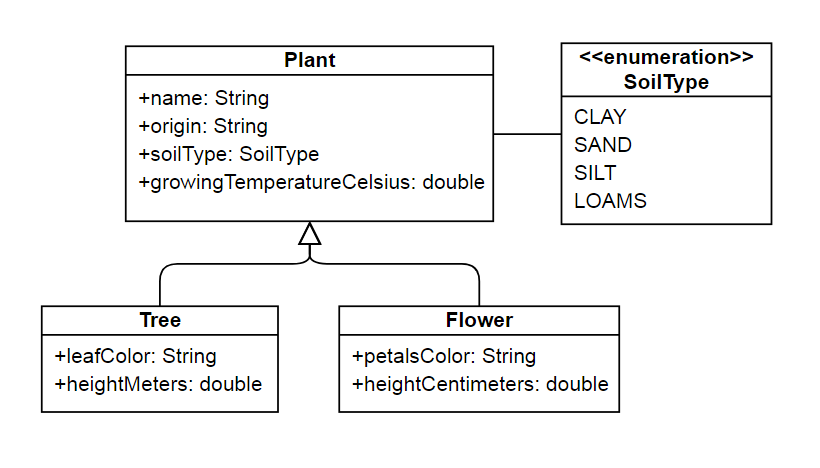 Plant
+name: String
+origin: String
+soilType: SoilType
+growingTemperatureCelsius: double
<<enumeration>>
SoilType
CLAY
SAND
SILT
LOAMS
Tree
+leafColor: String
+heightMeters: double
Flower
+petalsColor: String
+heightCentimeters: double